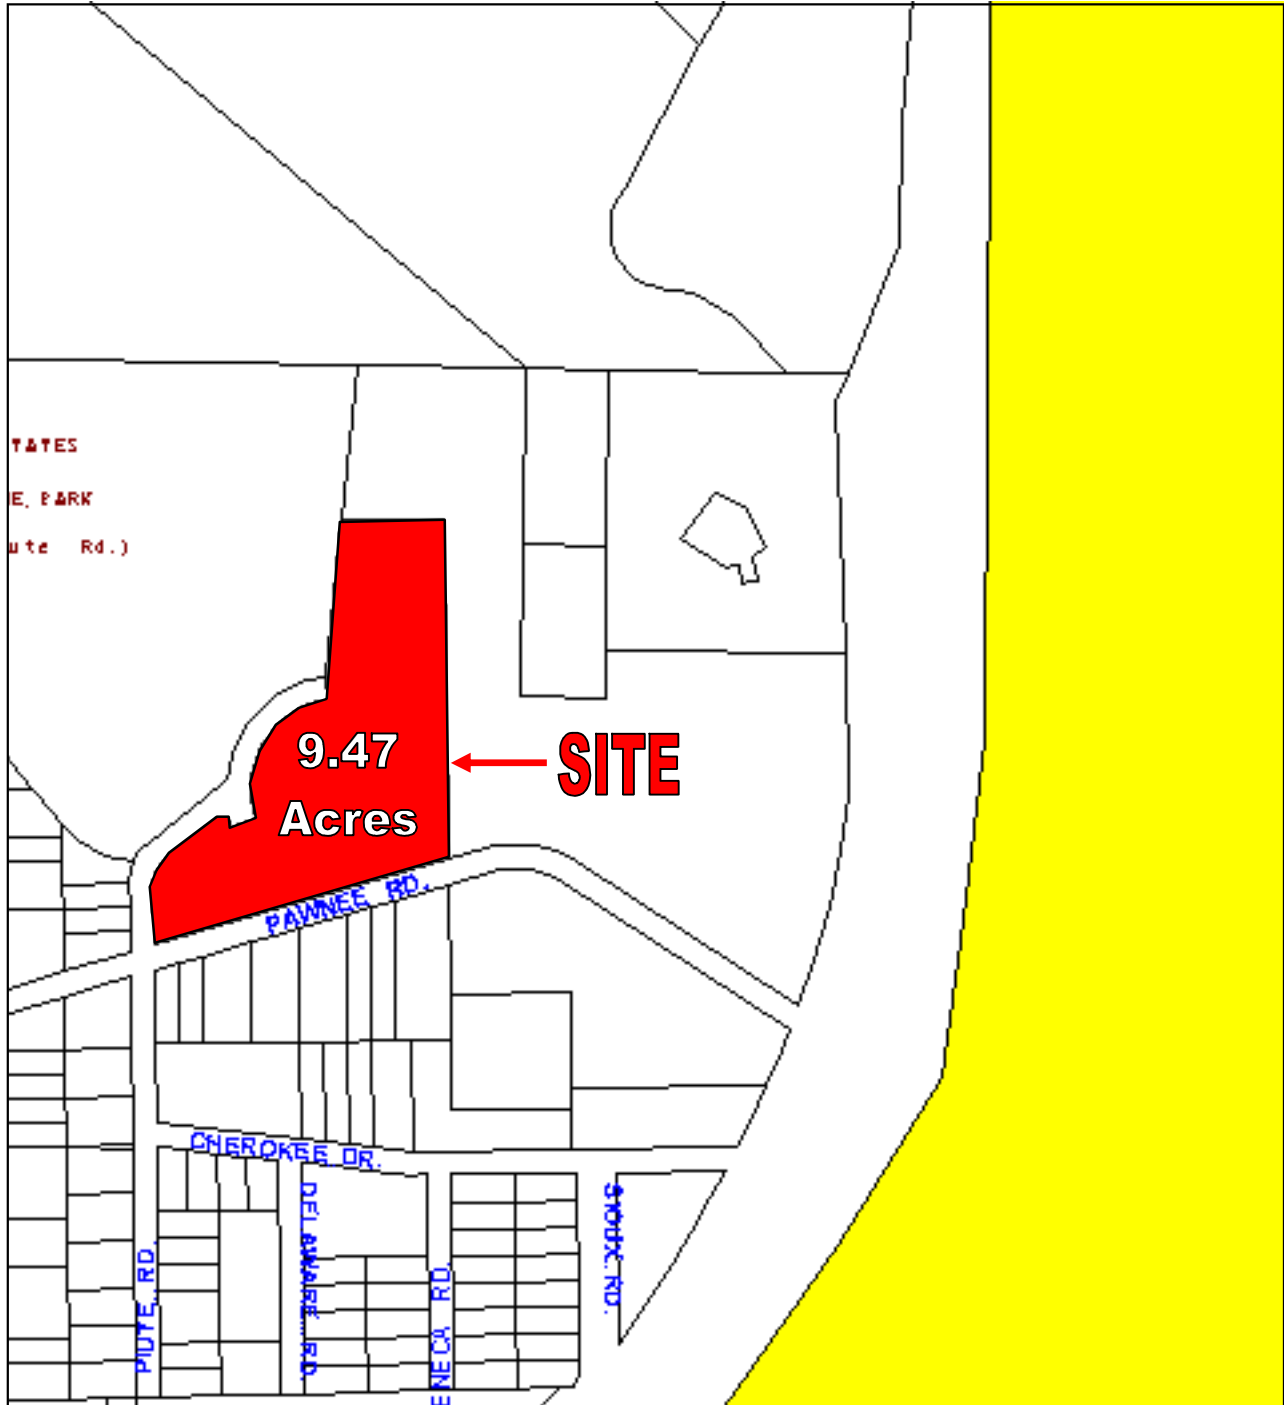 TATES
E. PARK
ute Rd.)
9.47
Acres
SITE
PAWNEE RD.
CHEROKEE DR.
DELAWARE RD.
SIOUX RD.
PIUTE RD.
ENECA RD.